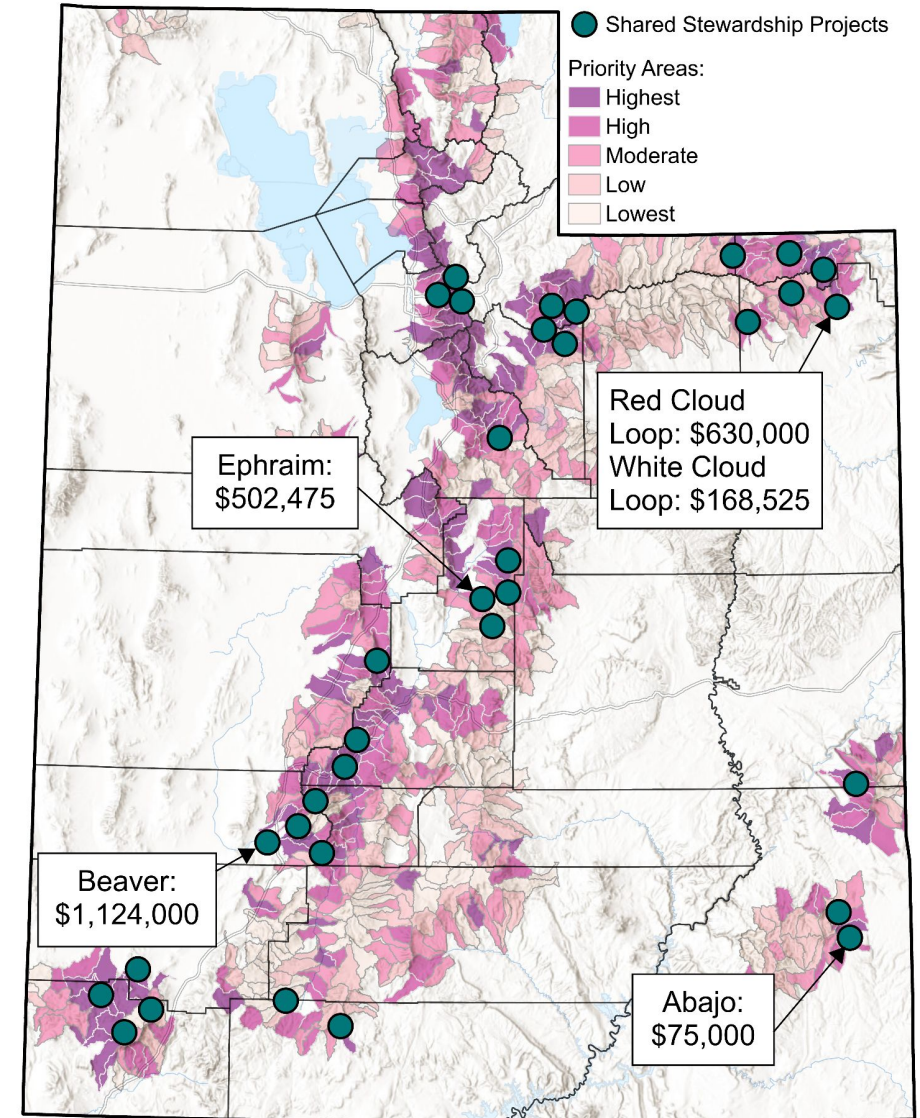 Shared Stewardship Projects
Priority Areas:
Highest
High
Moderate
Low
Lowest
Red Cloud
Loop: $630,000
White Cloud
Loop: $168,525
Ephraim:
$502,475
Beaver:
$1,124,000
Abajo:
$75,000